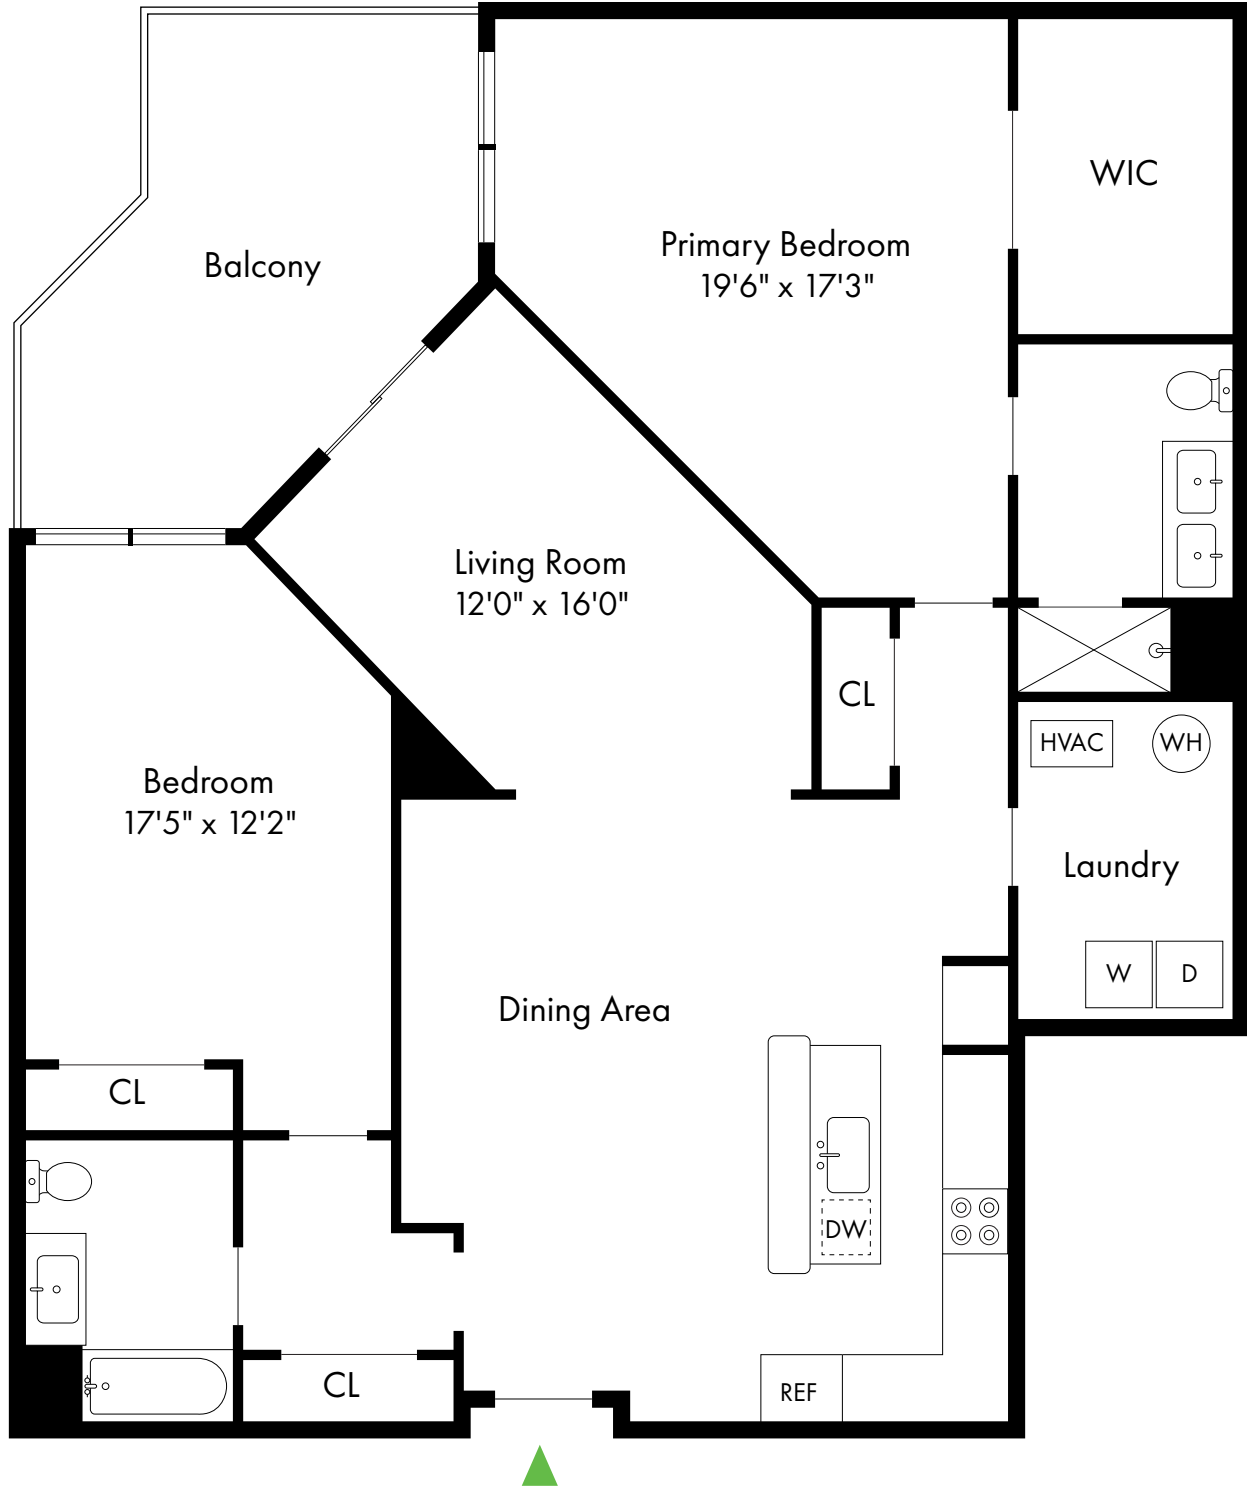 WIC
Primary Bedroom
19'6" x 17'3"
Balcony
Living Room
12'0" x 16'0"
CL
HVAC
WH
Bedroom
17'5" x 12'2"
Laundry
W
D
Dining Area
CL
DW
CL
REF